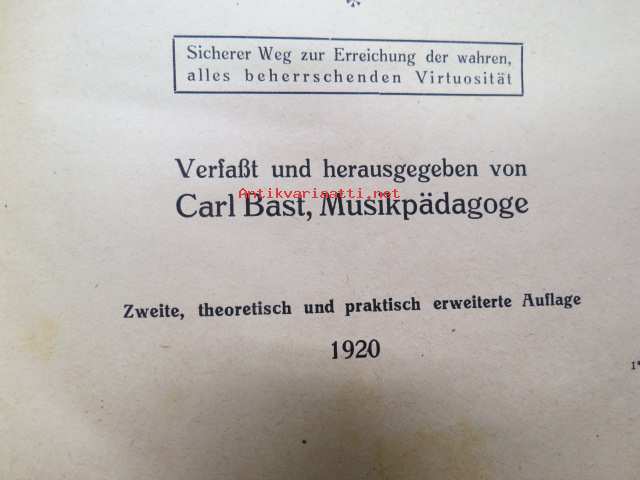 *
Sicherer Weg zur Erreichung der wahren,
alles beherrschenden Virtuosität
Verfaßt und herausgegeben von
Antikvariaatti.net
Carl Bast, Musikpädagoge
Zweite, theoretisch und praktisch erweiterte Auflage
1920
1*